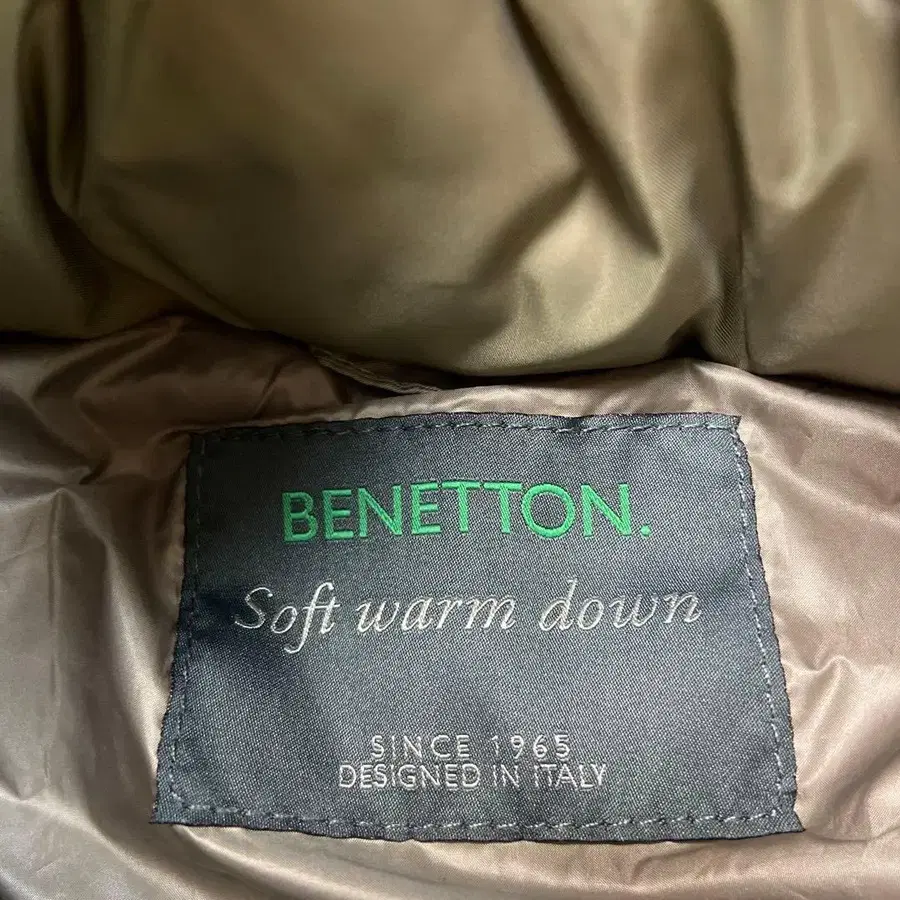 BENETTON.
Soft warm down
SINCE 1965
DESIGNED IN ITALY